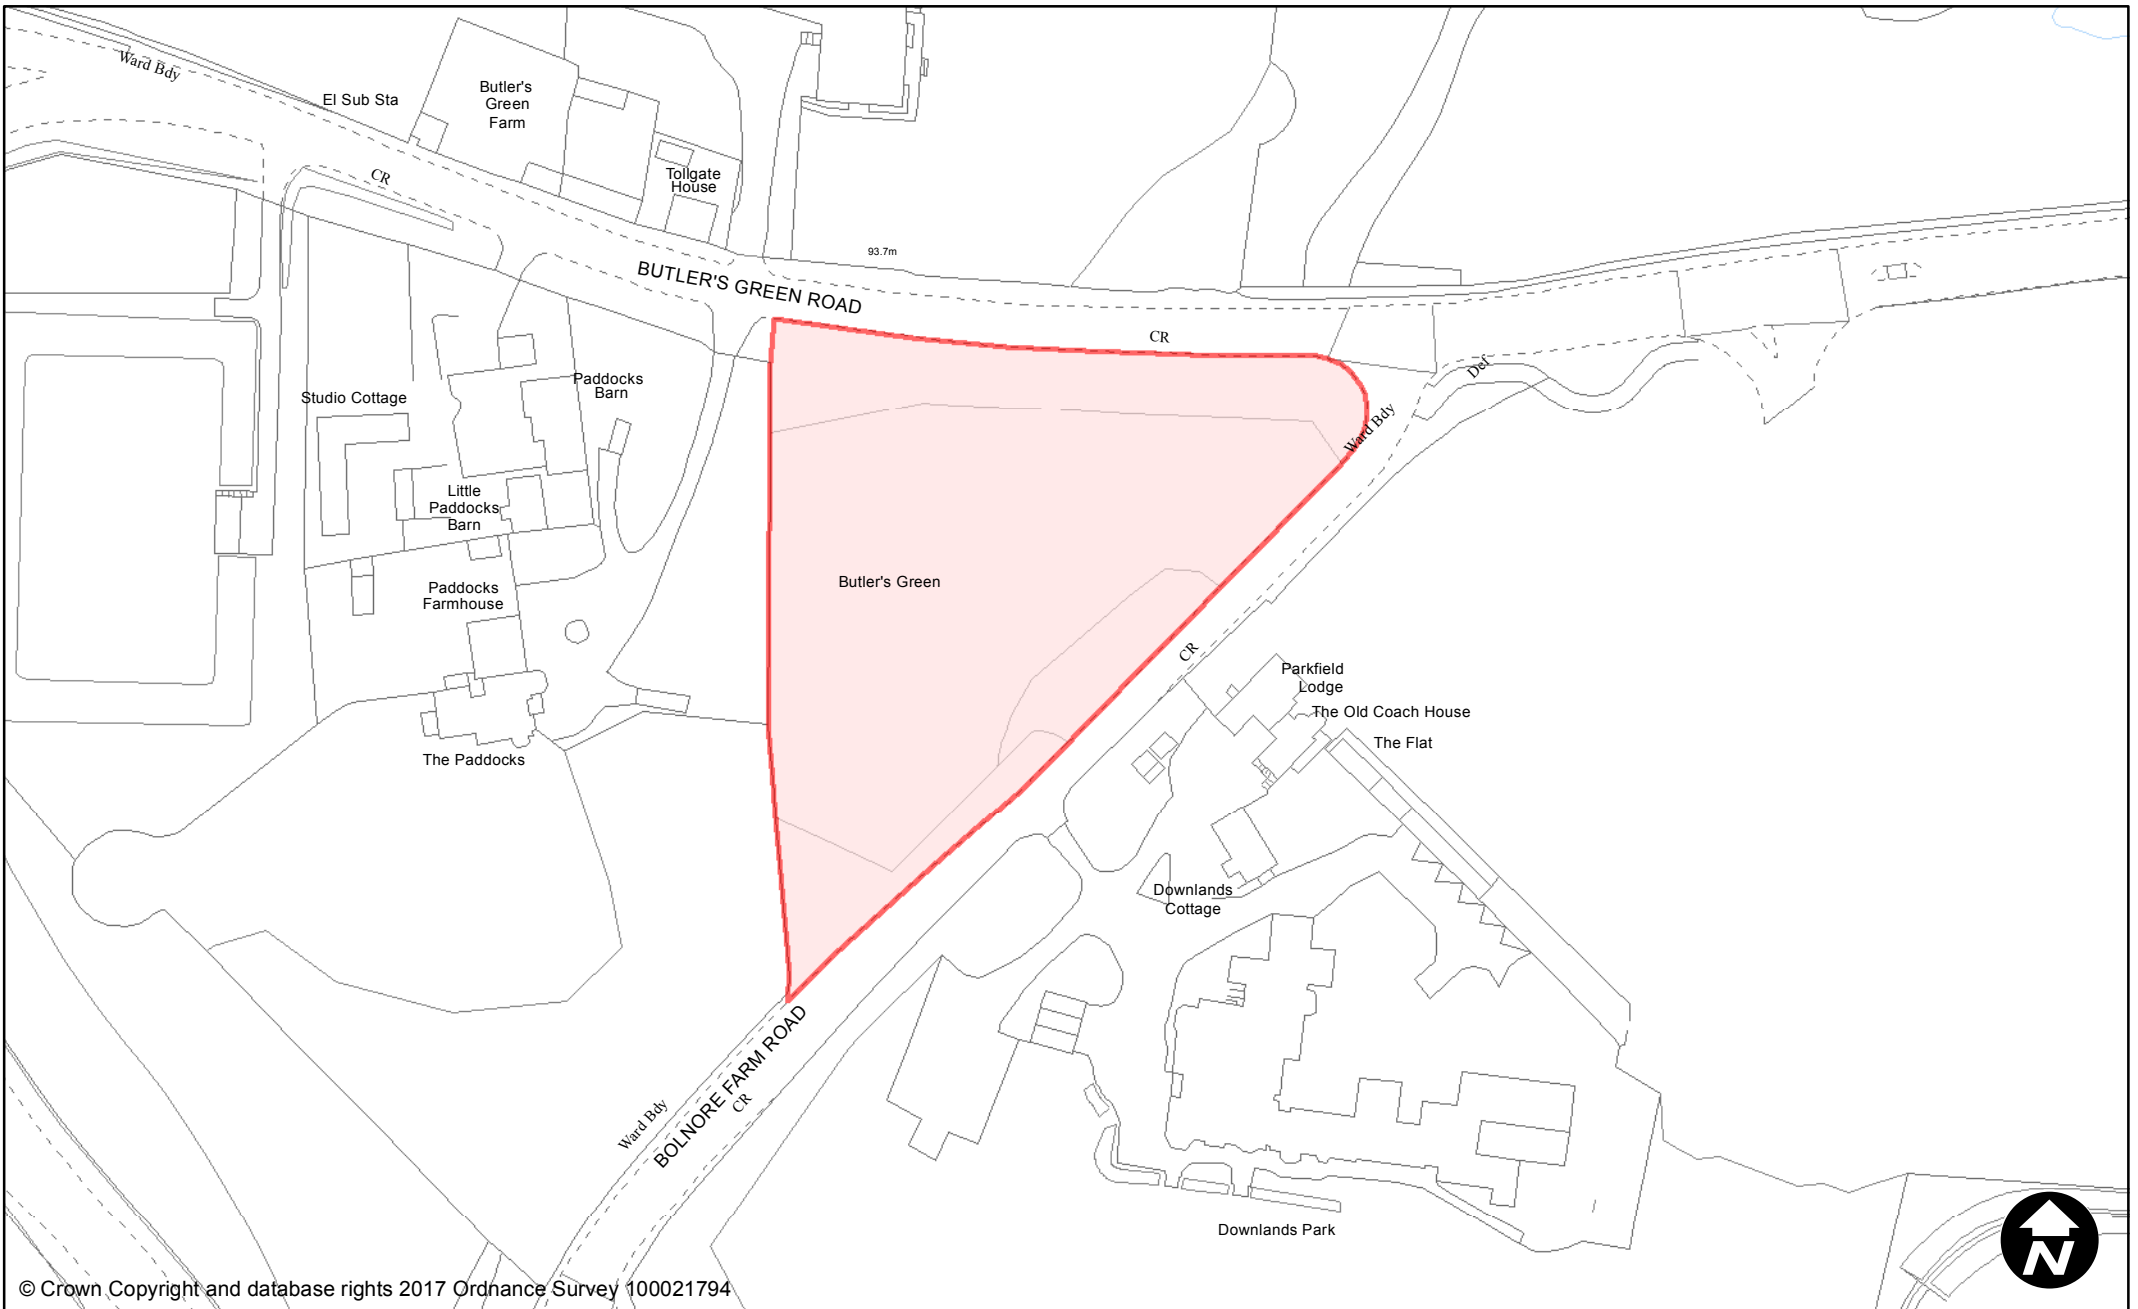 Ward Bdy
El Sub Sta
Butler's
Green
Farm
CR
Tollgate
House
93.7m
BUTLER'S GREEN ROAD
CR
Def
Ward Bdy
Studio Cottage
Paddocks
Barn
Little
Paddocks
Barn
Butler's Green
Paddocks
Farmhouse
CR
Parkfield
Lodge
The Old Coach House
The Flat
The Paddocks
Downlands
Cottage
BOLNORE FARM ROAD
Ward Bdy
CR
Downlands Park
N
© Crown Copyright and database rights 2017 Ordnance Survey 100021794